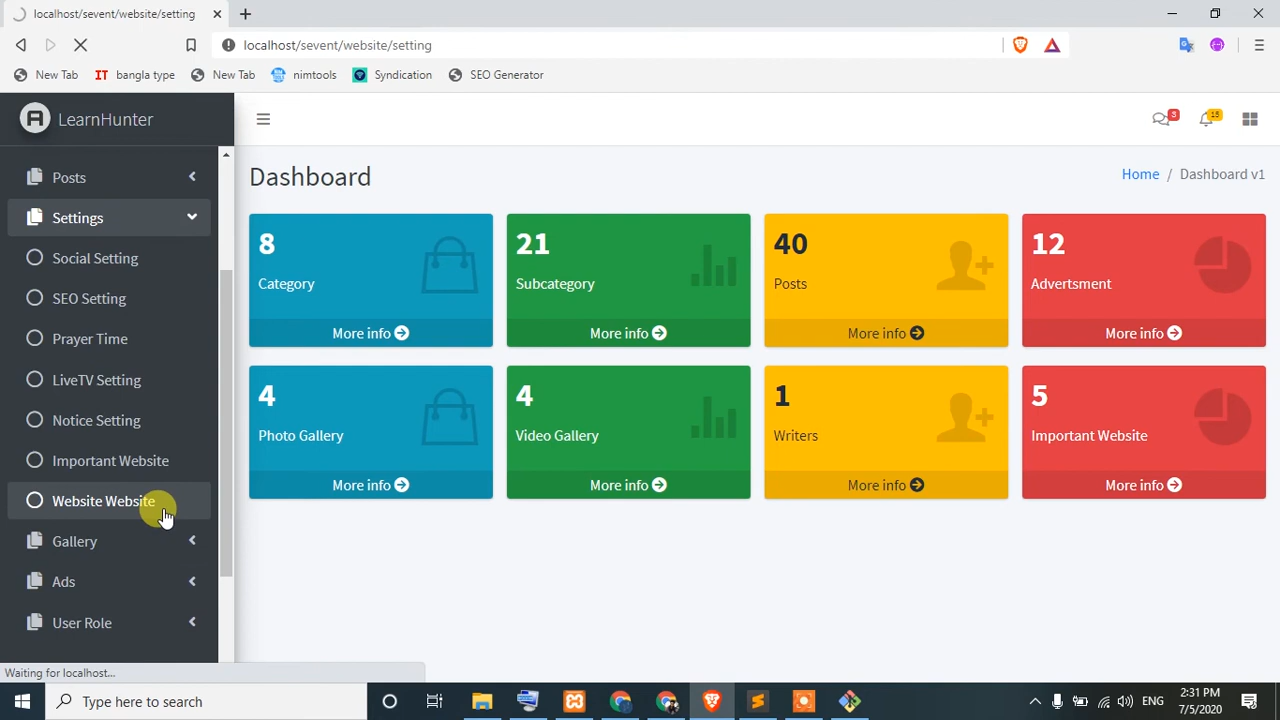 localhost/sevent/website/setting
localhost/sevent/website/setting
New Tab
bangla type
New Tab
nimtools
Syndication
SEO Generator
LearnHunter
3
15
Posts
Settings
Social Setting
SEO Setting
Prayer Time
LiveTV Setting
Notice Setting
Important Website
Website Website
Gallery
Ads
User Role
Dashboard
Home / Dashboard v1
8
Category
More info
21
Subcategory
More info
40
Posts
More info
12
Advertsment
More info
4
Photo Gallery
More info
4
Video Gallery
More info
1
Writers
More info
5
Important Website
More info
Waiting for localhost...
Type here to search
ENG
2:31 PM
7/5/2020